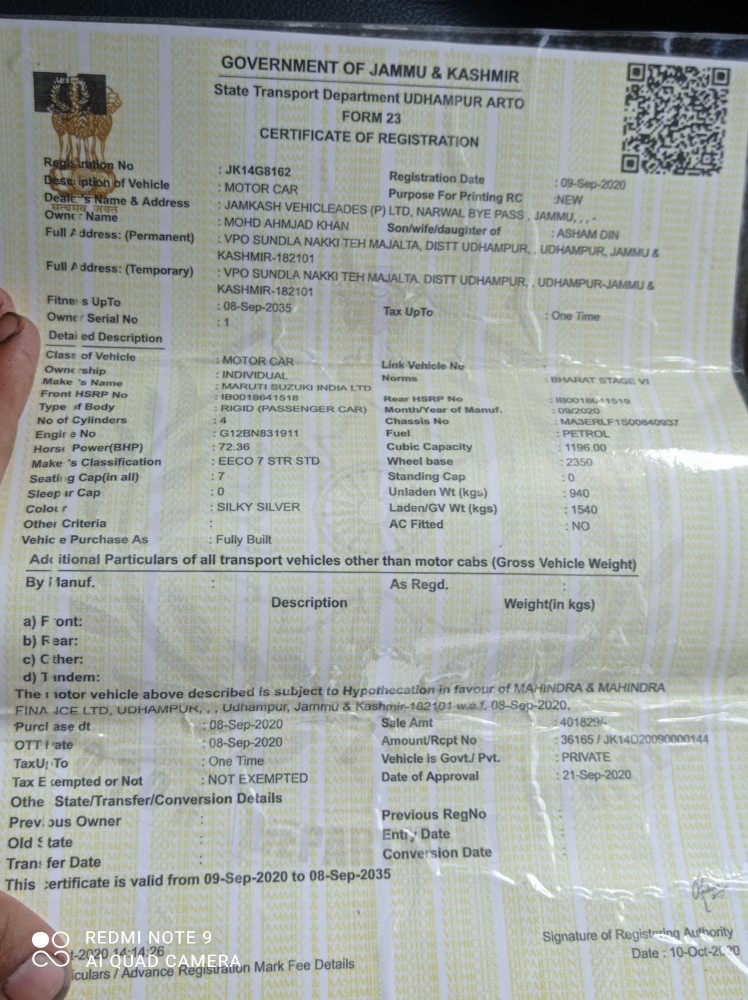 GOVERNMENT OF JAMMU & KASHMIR
State Transport Department UDHAMPUR ARTO
FORM 23
CERTIFICATE OF REGISTRATION
सत्यमेव जयते
Registration No : JK14G8162 Registration Date : 09-Sep-2020
Description of Vehicle : MOTOR CAR Purpose For Printing RC :NEW
Dealer's Name & Address : JAMKASH VEHICLEADES (P) LTD, NARWAL BYE PASS , JAMMU, , , -
Owner Name : MOHD AHMJAD KHAN Son/wife/daughter of : ASHAM DIN
Full Address: (Permanent) : VPO SUNDLA NAKKI TEH MAJALTA, DISTT UDHAMPUR, , UDHAMPUR, JAMMU &
KASHMIR-182101
Full Address: (Temporary) : VPO SUNDLA NAKKI TEH MAJALTA. DISTT UDHAMPUR, , UDHAMPUR-JAMMU &
KASHMIR-182101
Fitness UpTo : 08-Sep-2035 Tax UpTo : One Time
Owner Serial No : 1
Detailed Description
Class of Vehicle : MOTOR CAR Link Vehicle No
Ownership : INDIVIDUAL Norms : BHARAT STAGE VI
Maker's Name : MARUTI SUZUKI INDIA LTD
Front HSRP No : IB0018641518 Rear HSRP No : IB0018641519
Type of Body : RIGID (PASSENGER CAR) Month/Year of Manuf. : 09/2020
No of Cylinders : 4 Chassis No : MA3ERLF1S00840937
Engine No : G12BN831911 Fuel : PETROL
Horse Power(BHP) : 72.36 Cubic Capacity : 1196.00
Maker's Classification : EECO 7 STR STD Wheel base : 2350
Seating Cap(in all) : 7 Standing Cap : 0
Sleeper Cap : 0 Unladen Wt (kgs) : 940
Colour : SILKY SILVER Laden/GV Wt (kgs) : 1540
Other Criteria : AC Fitted : NO
Vehicle Purchase As : Fully Built
Additional Particulars of all transport vehicles other than motor cabs (Gross Vehicle Weight)
By Manuf. : As Regd. :
Description Weight(in kgs)
a) Front:
b) Rear:
c) Other:
d) Tandem:
The motor vehicle above described is subject to Hypothecation in favour of MAHINDRA & MAHINDRA
FINANCE LTD, UDHAMPUR, , , Udhampur, Jammu & Kashmir-182101 w.e.f. 08-Sep-2020.
Purchase dt : 08-Sep-2020 Sale Amt : 401829/-
OTT Date : 08-Sep-2020 Amount/Rcpt No : 36165 / JK14D20090000144
TaxUpTo : One Time Vehicle is Govt./ Pvt. : PRIVATE
Tax Exempted or Not : NOT EXEMPTED Date of Approval : 21-Sep-2020
Other State/Transfer/Conversion Details
Previous Owner : Previous RegNo :
Old State : Entry Date :
Transfer Date : Conversion Date :
This certificate is valid from 09-Sep-2020 to 08-Sep-2035
Signature of Registering Authority
Date : 10-Oct-2020
t-2020 14:14:26
iculars / Advance Registration Mark Fee Details
REDMI NOTE 9
AI QUAD CAMERA